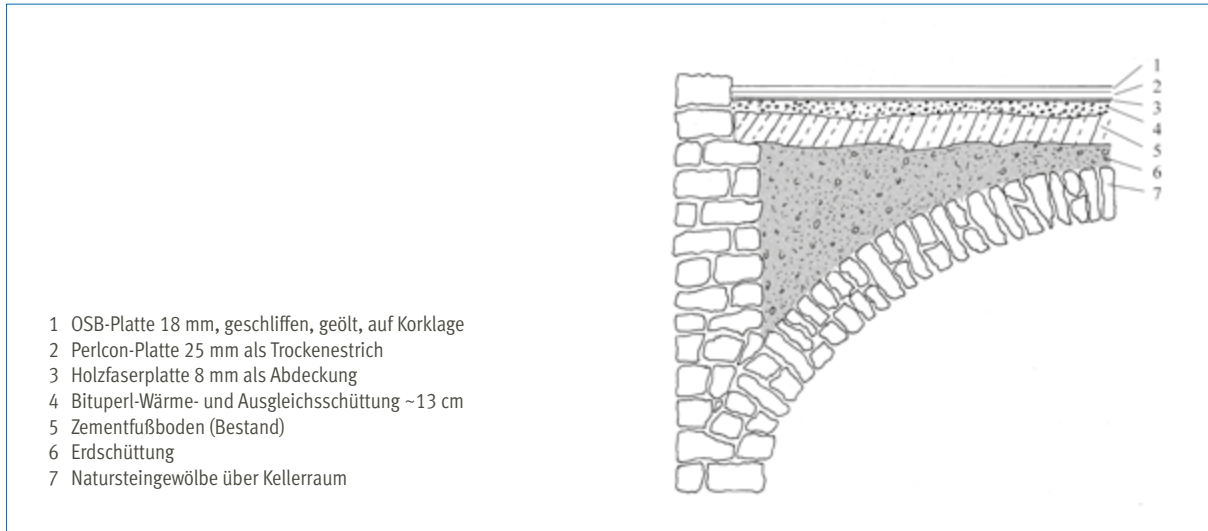 1
2
3
4
5
6
7
1 OSB-Platte 18 mm, geschliffen, geölt, auf Korklage
2 Perlcon-Platte 25 mm als Trockenestrich
3 Holzfaserplatte 8 mm als Abdeckung
4 Bituperl-Wärme- und Ausgleichsschüttung ~13 cm
5 Zementfußboden (Bestand)
6 Erdschüttung
7 Natursteingewölbe über Kellerraum